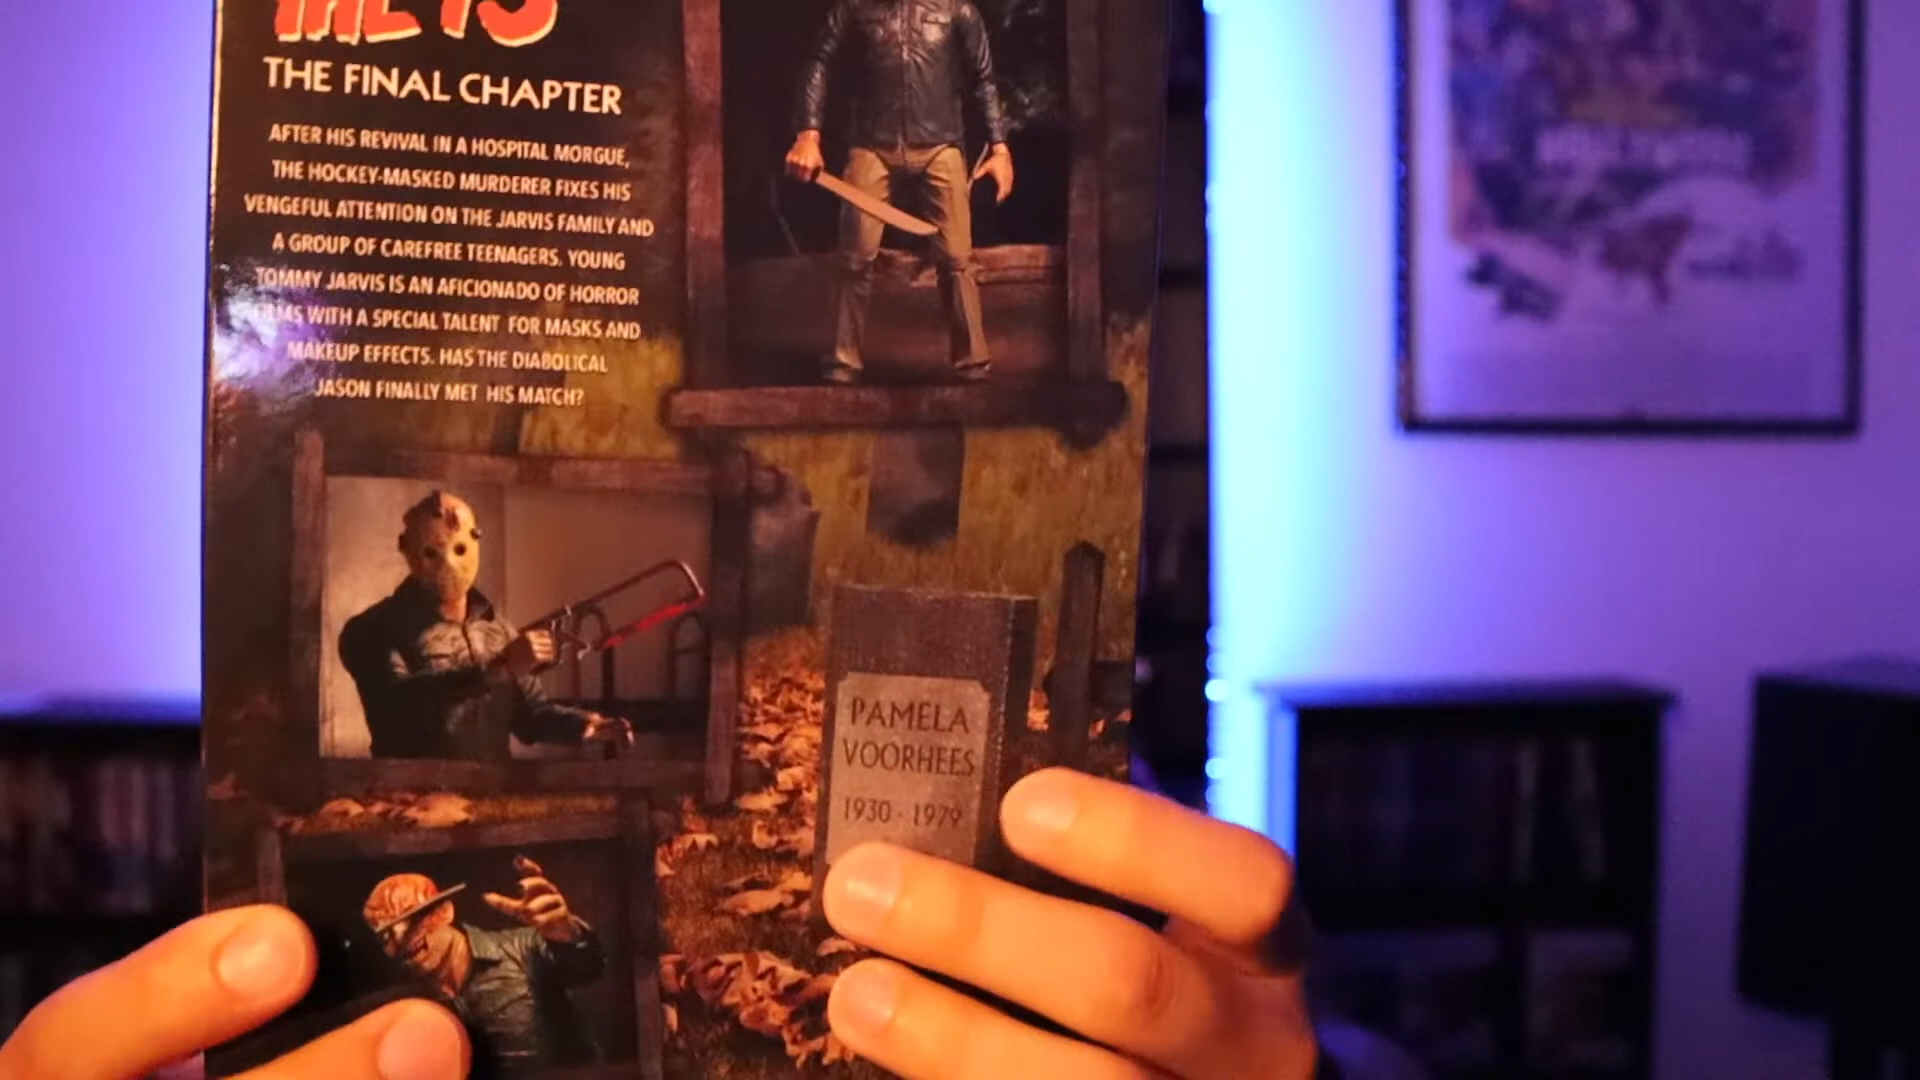 THE 13
THE FINAL CHAPTER
AFTER HIS REVIVAL IN A HOSPITAL MORGUE,
THE HOCKEY-MASKED MURDERER FIXES HIS
VENGEFUL ATTENTION ON THE JARVIS FAMILY AND
A GROUP OF CAREFREE TEENAGERS. YOUNG
TOMMY JARVIS IS AN AFICIONADO OF HORROR
FILMS WITH A SPECIAL TALENT FOR MASKS AND
MAKEUP EFFECTS. HAS THE DIABOLICAL
JASON FINALLY MET HIS MATCH?
PAMELA
VOORHEES
1930 - 1979